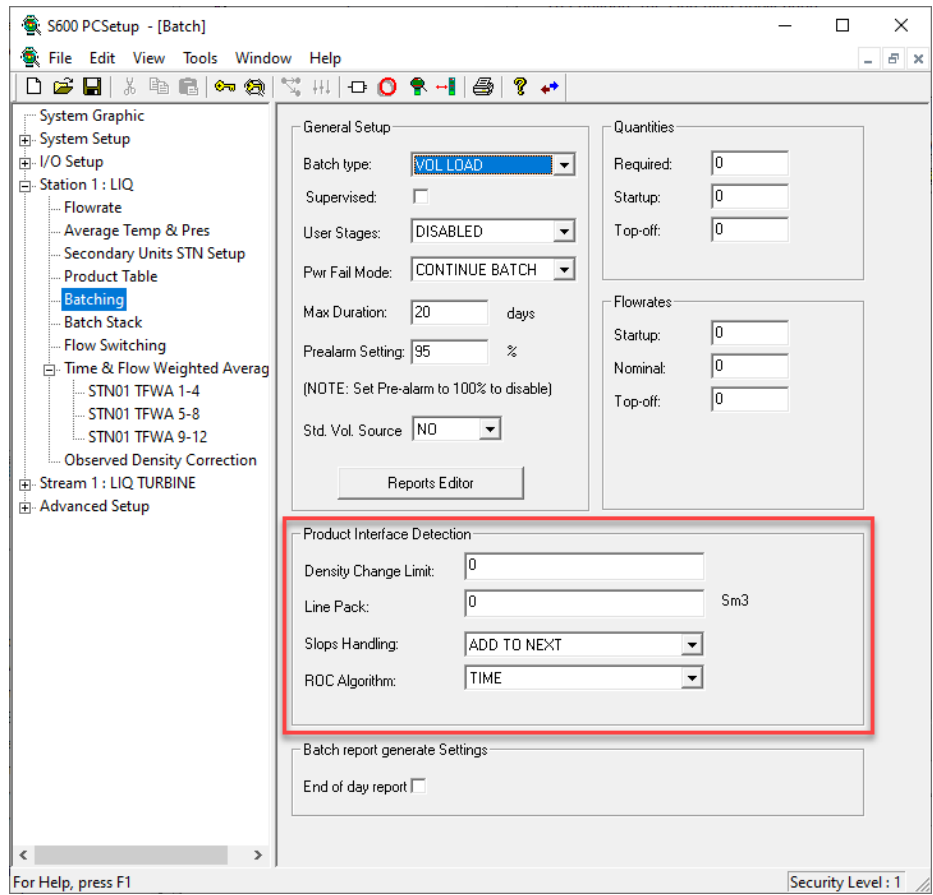 S600 PCSetup - [Batch]
File Edit View Tools Window Help
System Graphic
System Setup
I/O Setup
Station 1 : LIQ
Flowrate
Average Temp & Pres
Secondary Units STN Setup
Product Table
Batching
Batch Stack
Flow Switching
Time & Flow Weighted Averag
STN01 TFWA 1-4
STN01 TFWA 5-8
STN01 TFWA 9-12
Observed Density Correction
Stream 1 : LIQ TURBINE
Advanced Setup
General Setup
Batch type: VOL LOAD
Supervised:
User Stages: DISABLED
Pwr Fail Mode: CONTINUE BATCH
Max Duration: 20 days
Prealarm Setting: 95 %
(NOTE: Set Pre-alarm to 100% to disable)
Std. Vol. Source NO
Reports Editor
Quantities
Required: 0
Startup: 0
Top-off: 0
Flowrates
Startup: 0
Nominal: 0
Top-off: 0
Product Interface Detection
Density Change Limit: 0
Line Pack: 0 Sm3
Slops Handling: ADD TO NEXT
ROC Algorithm: TIME
Batch report generate Settings
End of day report
For Help, press F1
Security Level : 1